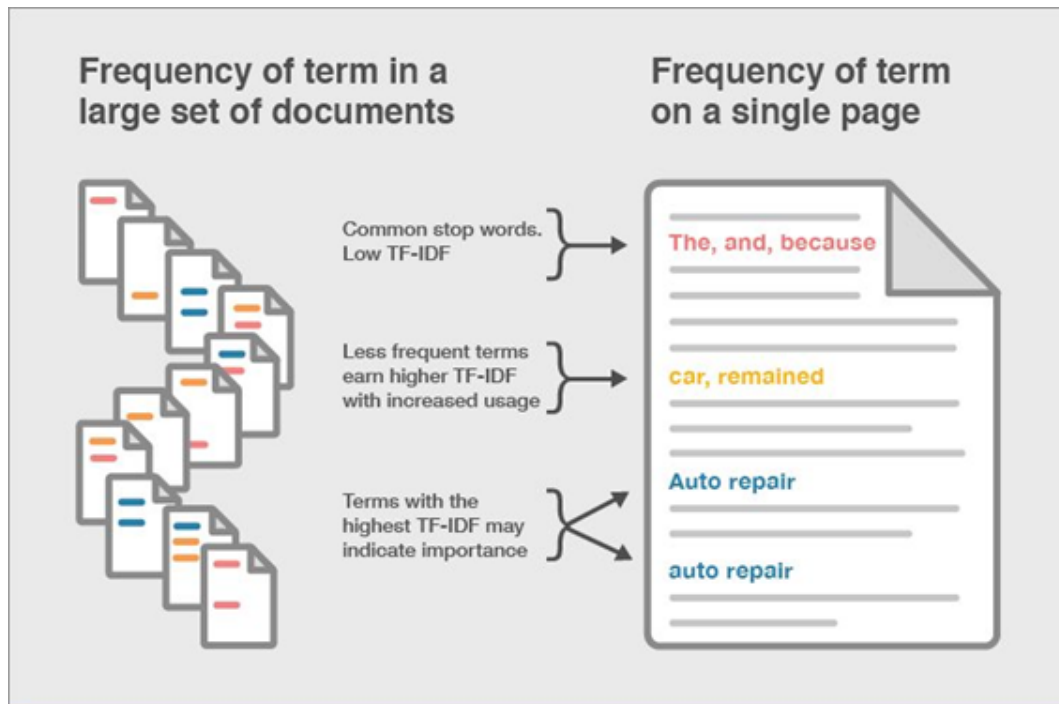 Frequency of term in a
large set of documents
Frequency of term
on a single page
Common stop words.
Low TF-IDF
The, and, because
Less frequent terms
earn higher TF-IDF
with increased usage
car, remained
Terms with the
highest TF-IDF may
indicate importance
Auto repair
auto repair